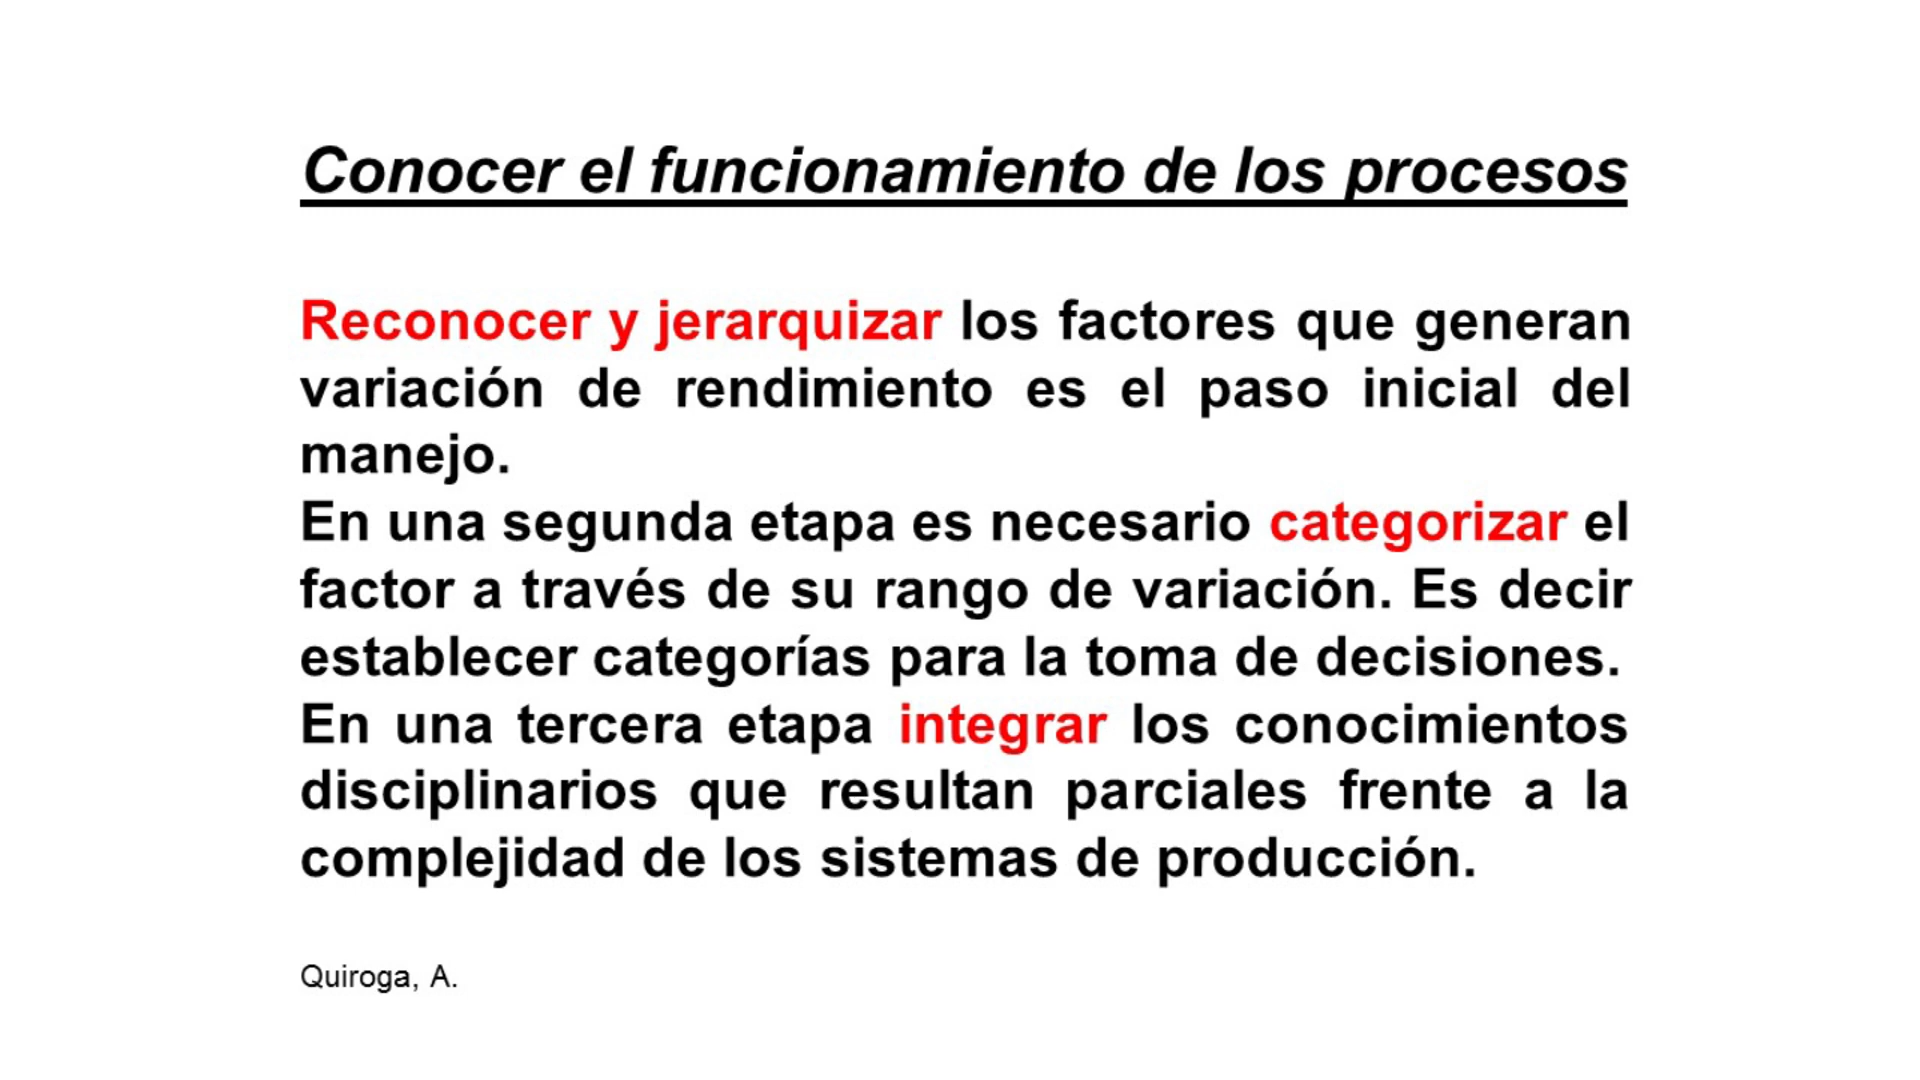 Conocer el funcionamiento de los procesos
Reconocer y jerarquizar los factores que generan
variación de rendimiento es el paso inicial del
manejo.
En una segunda etapa es necesario categorizar el
factor a través de su rango de variación. Es decir
establecer categorías para la toma de decisiones.
En una tercera etapa integrar los conocimientos
disciplinarios que resultan parciales frente a la
complejidad de los sistemas de producción.
Quiroga, A.